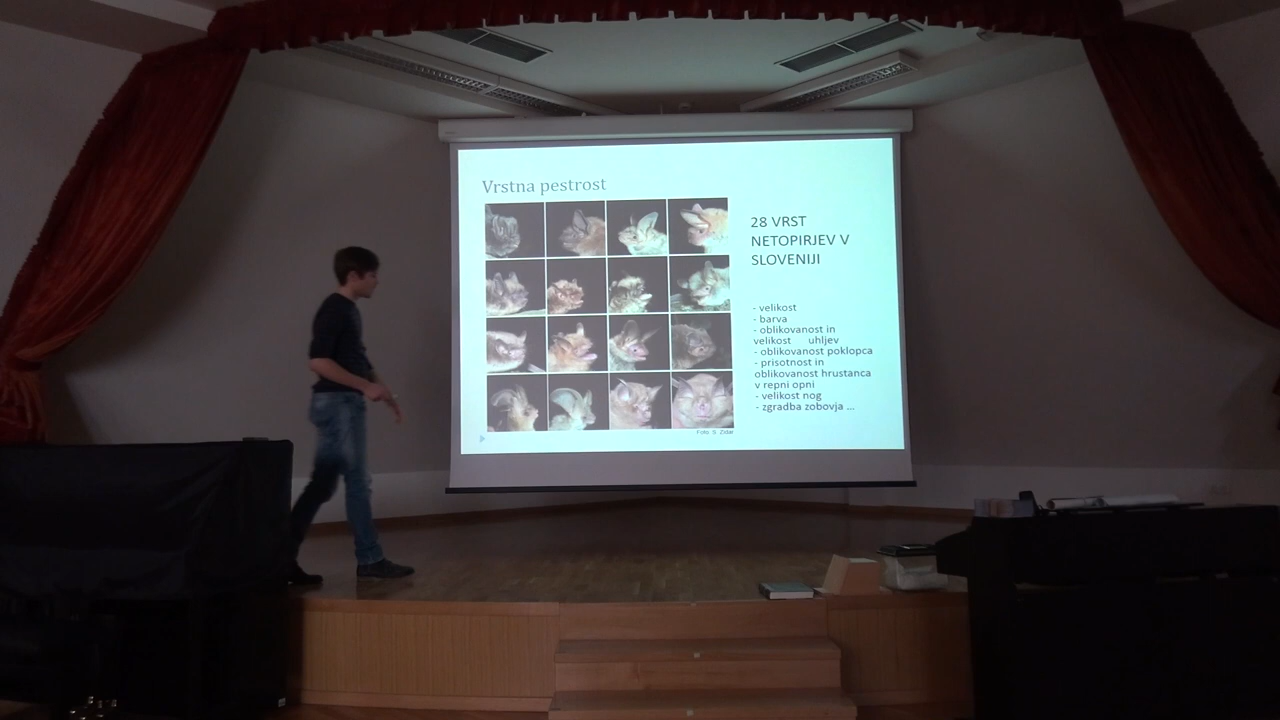 Vrstna pestrost
28 VRST
NETOPIRJEV V
SLOVENIJI
- velikost
- barva
- oblikovanost in
velikost uhljev
- oblikovanost poklopca
- prisotnost in
oblikovanost hrustanca
v repni opni
- velikost nog
- zgradba zobovja ...
Foto: S. Zidar